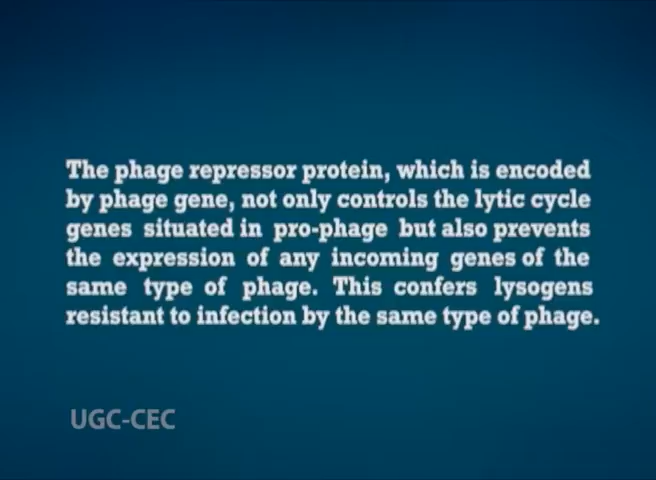 The phage repressor protein, which is encoded
by phage gene, not only controls the lytic cycle
genes situated in pro-phage but also prevents
the expression of any incoming genes of the
same type of phage. This confers lysogens
resistant to infection by the same type of phage.
UGC-CEC